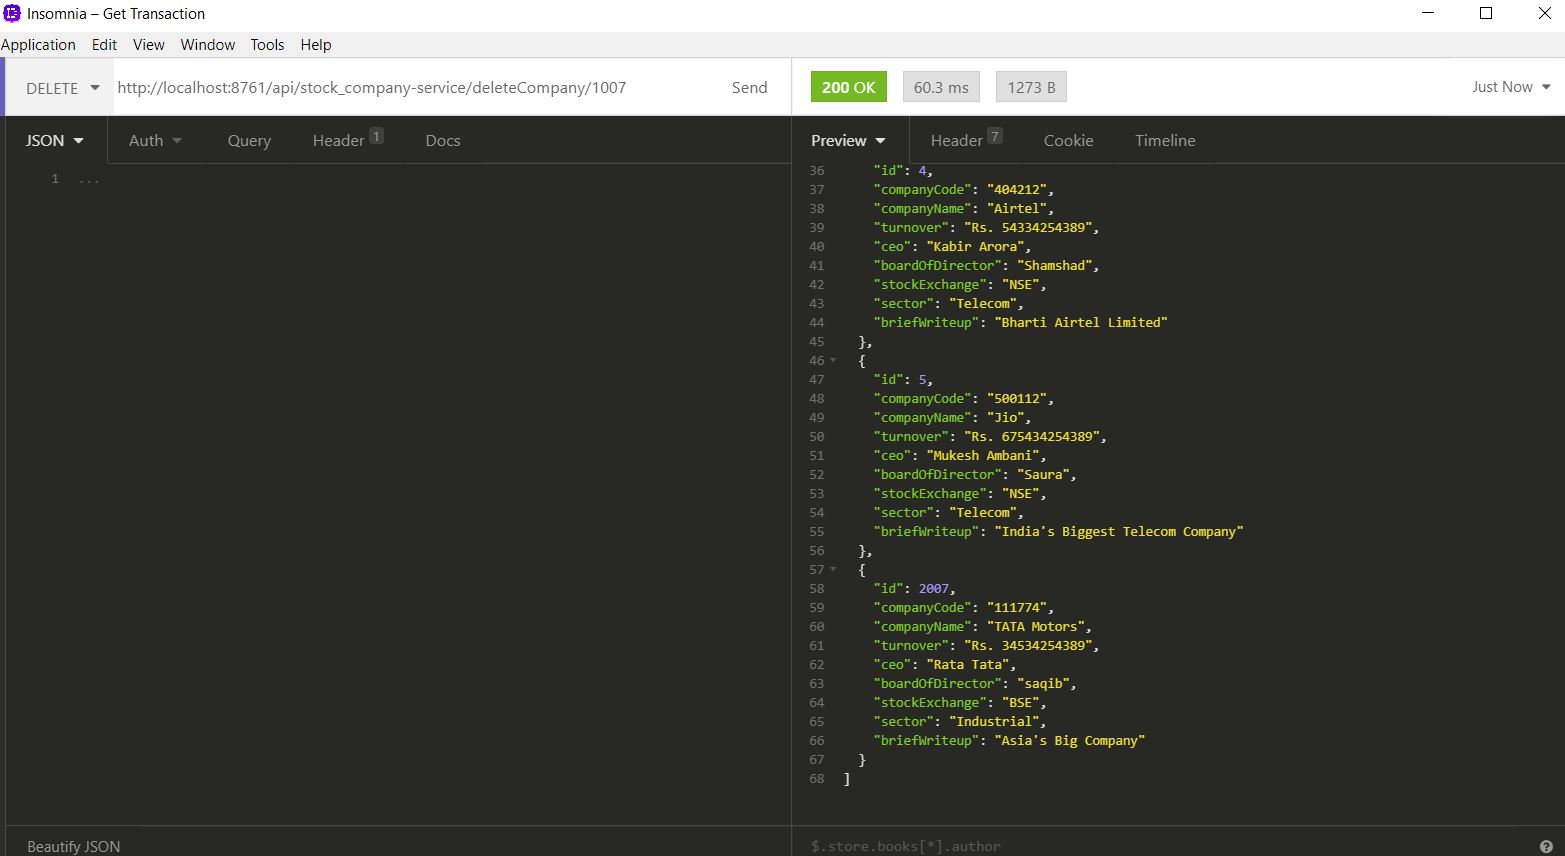 Insomnia – Get Transaction
Application Edit View Window Tools Help
DELETE http://localhost:8761/api/stock_company-service/deleteCompany/1007 Send 200 OK 60.3 ms 1273 B Just Now
JSON Auth Query Header 1 Docs Preview Header 7 Cookie Timeline
1 ...
36 "id": 4,
37 "companyCode": "404212",
38 "companyName": "Airtel",
39 "turnover": "Rs. 54334254389",
40 "ceo": "Kabir Arora",
41 "boardOfDirector": "Shamshad",
42 "stockExchange": "NSE",
43 "sector": "Telecom",
44 "briefWriteup": "Bharti Airtel Limited"
45 },
46 {
47 "id": 5,
48 "companyCode": "500112",
49 "companyName": "Jio",
50 "turnover": "Rs. 675434254389",
51 "ceo": "Mukesh Ambani",
52 "boardOfDirector": "Saura",
53 "stockExchange": "NSE",
54 "sector": "Telecom",
55 "briefWriteup": "India's Biggest Telecom Company"
56 },
57 {
58 "id": 2007,
59 "companyCode": "111774",
60 "companyName": "TATA Motors",
61 "turnover": "Rs. 34534254389",
62 "ceo": "Rata Tata",
63 "boardOfDirector": "saqib",
64 "stockExchange": "BSE",
65 "sector": "Industrial",
66 "briefWriteup": "Asia's Big Company"
67 }
68 ]
Beautify JSON $.store.books[*].author ?